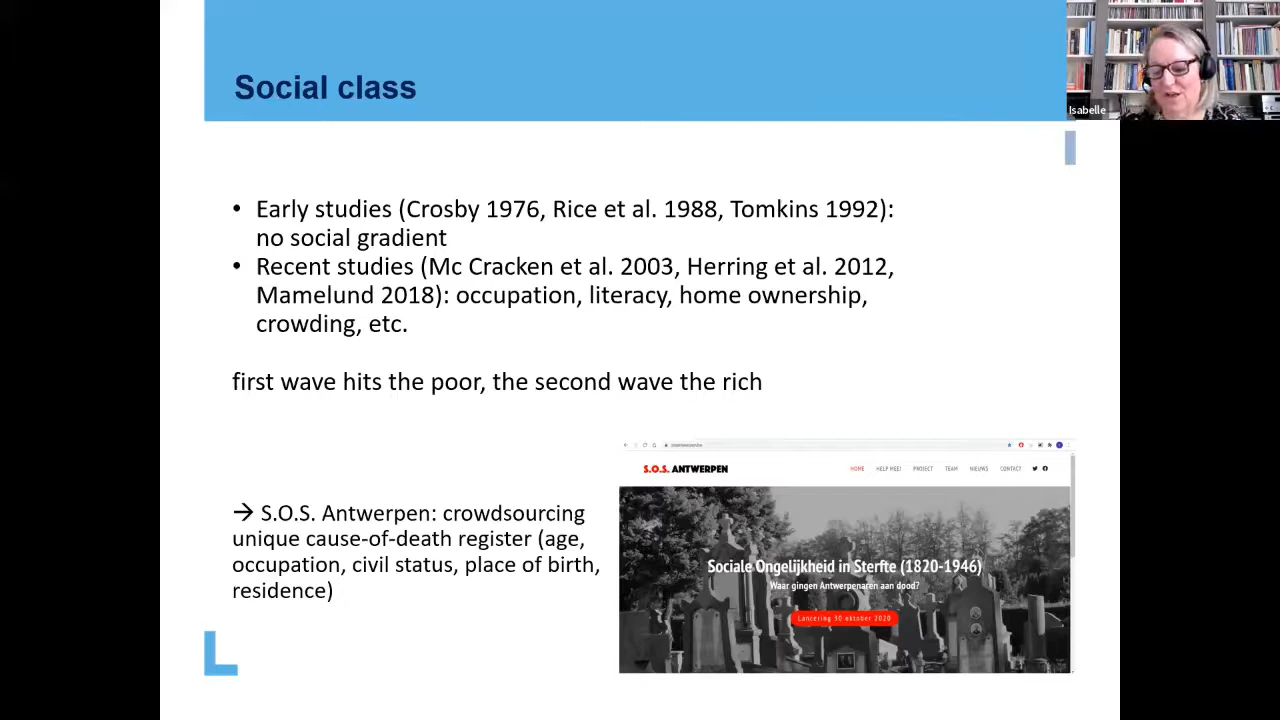 Social class
Isabelle
• Early studies (Crosby 1976, Rice et al. 1988, Tomkins 1992):
no social gradient
• Recent studies (Mc Cracken et al. 2003, Herring et al. 2012,
Mamelund 2018): occupation, literacy, home ownership,
crowding, etc.
first wave hits the poor, the second wave the rich
→ S.O.S. Antwerpen: crowdsourcing
unique cause-of-death register (age,
occupation, civil status, place of birth,
residence)
S.O.S. ANTWERPEN
HOME HELP MEE! PROJECT TEAM NIEUWS CONTACT
Sociale Ongelijkheid in Sterfte (1820-1946)
Waar gingen Antwerpenaren aan dood?
Lancering 30 oktober 2020